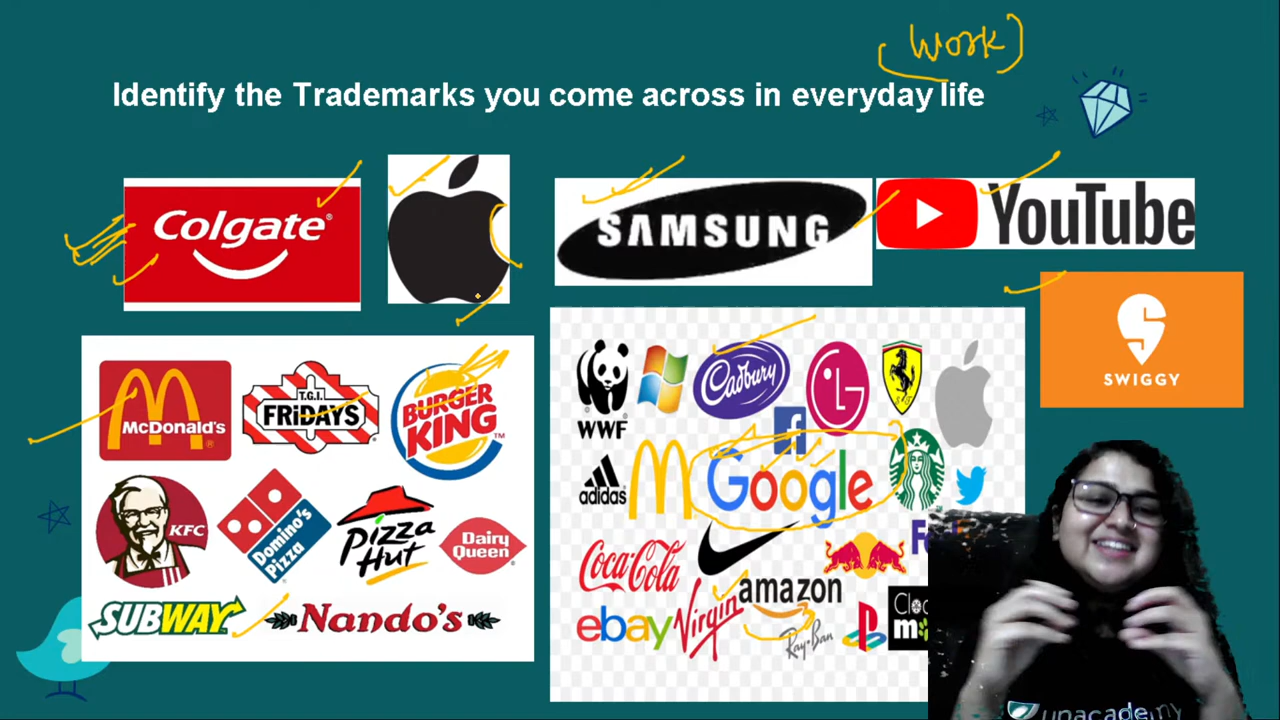 (work)
Identify the Trademarks you come across in everyday life
Colgate®
SAMSUNG
YouTube
SWIGGY
McDonald's®
T.G.I.
FRiDAYS®
BURGER
KING™
KFC
Domino's
Pizza
Pizza
Hut
Dairy
Queen®
SUBWAY
Nando's
WWF
Cadbury
LG
S F
adidas
Google
Coca-Cola
ebay
Virgin
amazon
Ray-Ban
unacademy